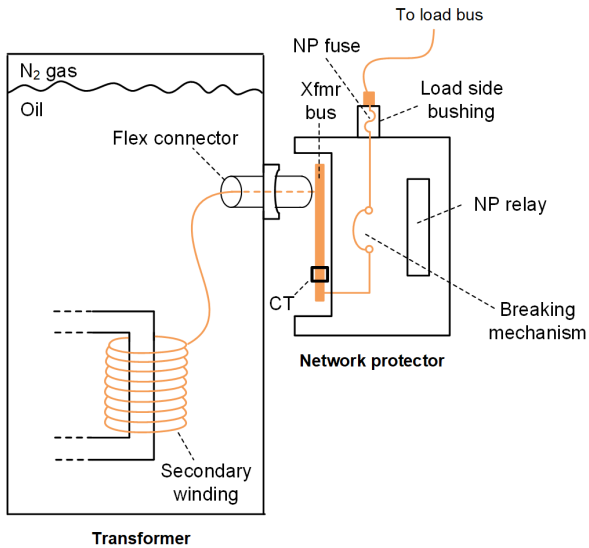 To load bus
NP fuse
N₂ gas
Xfmr
bus
Load side
bushing
Oil
Flex connector
NP relay
CT
Breaking
mechanism
Network protector
Secondary
winding
Transformer